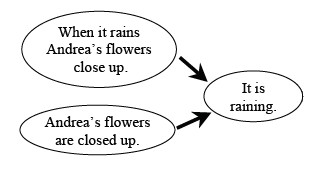 When it rains
Andrea's flowers
close up.
It is
raining.
Andrea's flowers
are closed up.